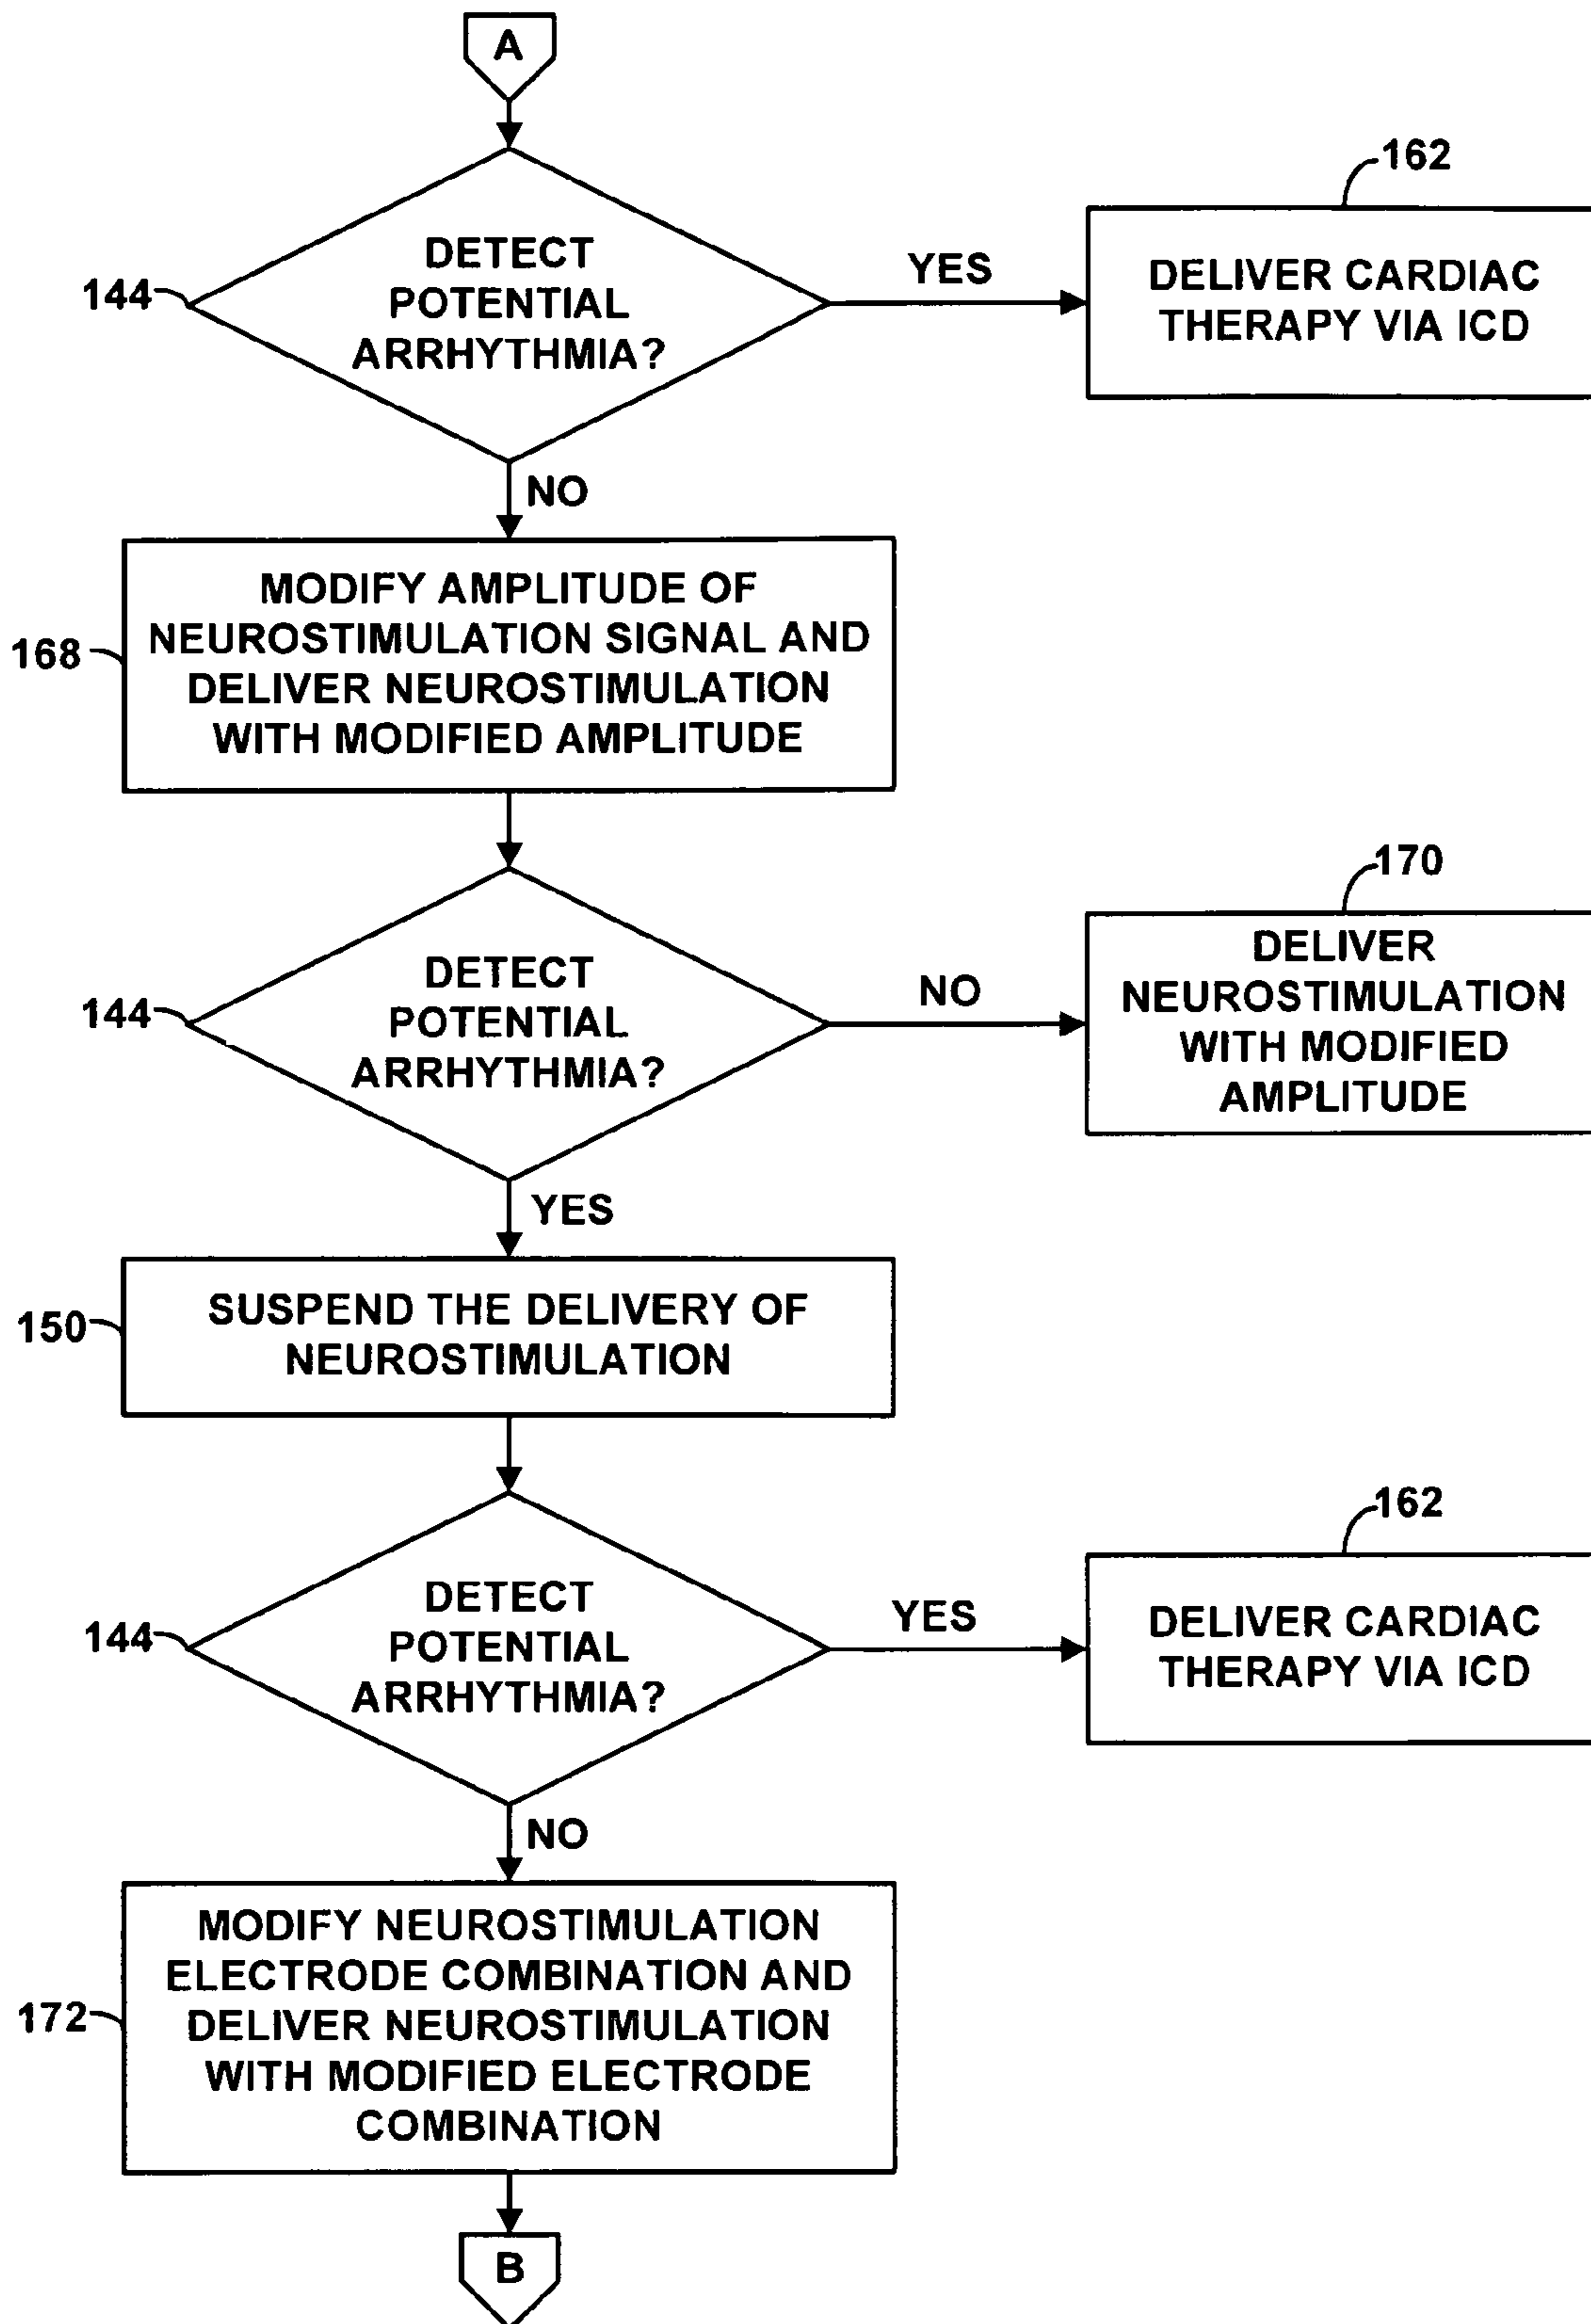 A
144
DETECT
POTENTIAL
ARRHYTHMIA?
YES
162
DELIVER CARDIAC
THERAPY VIA ICD
NO
168
MODIFY AMPLITUDE OF
NEUROSTIMULATION SIGNAL AND
DELIVER NEUROSTIMULATION
WITH MODIFIED AMPLITUDE
144
DETECT
POTENTIAL
ARRHYTHMIA?
NO
170
DELIVER
NEUROSTIMULATION
WITH MODIFIED
AMPLITUDE
YES
150
SUSPEND THE DELIVERY OF
NEUROSTIMULATION
144
DETECT
POTENTIAL
ARRHYTHMIA?
YES
162
DELIVER CARDIAC
THERAPY VIA ICD
NO
172
MODIFY NEUROSTIMULATION
ELECTRODE COMBINATION AND
DELIVER NEUROSTIMULATION
WITH MODIFIED ELECTRODE
COMBINATION
B